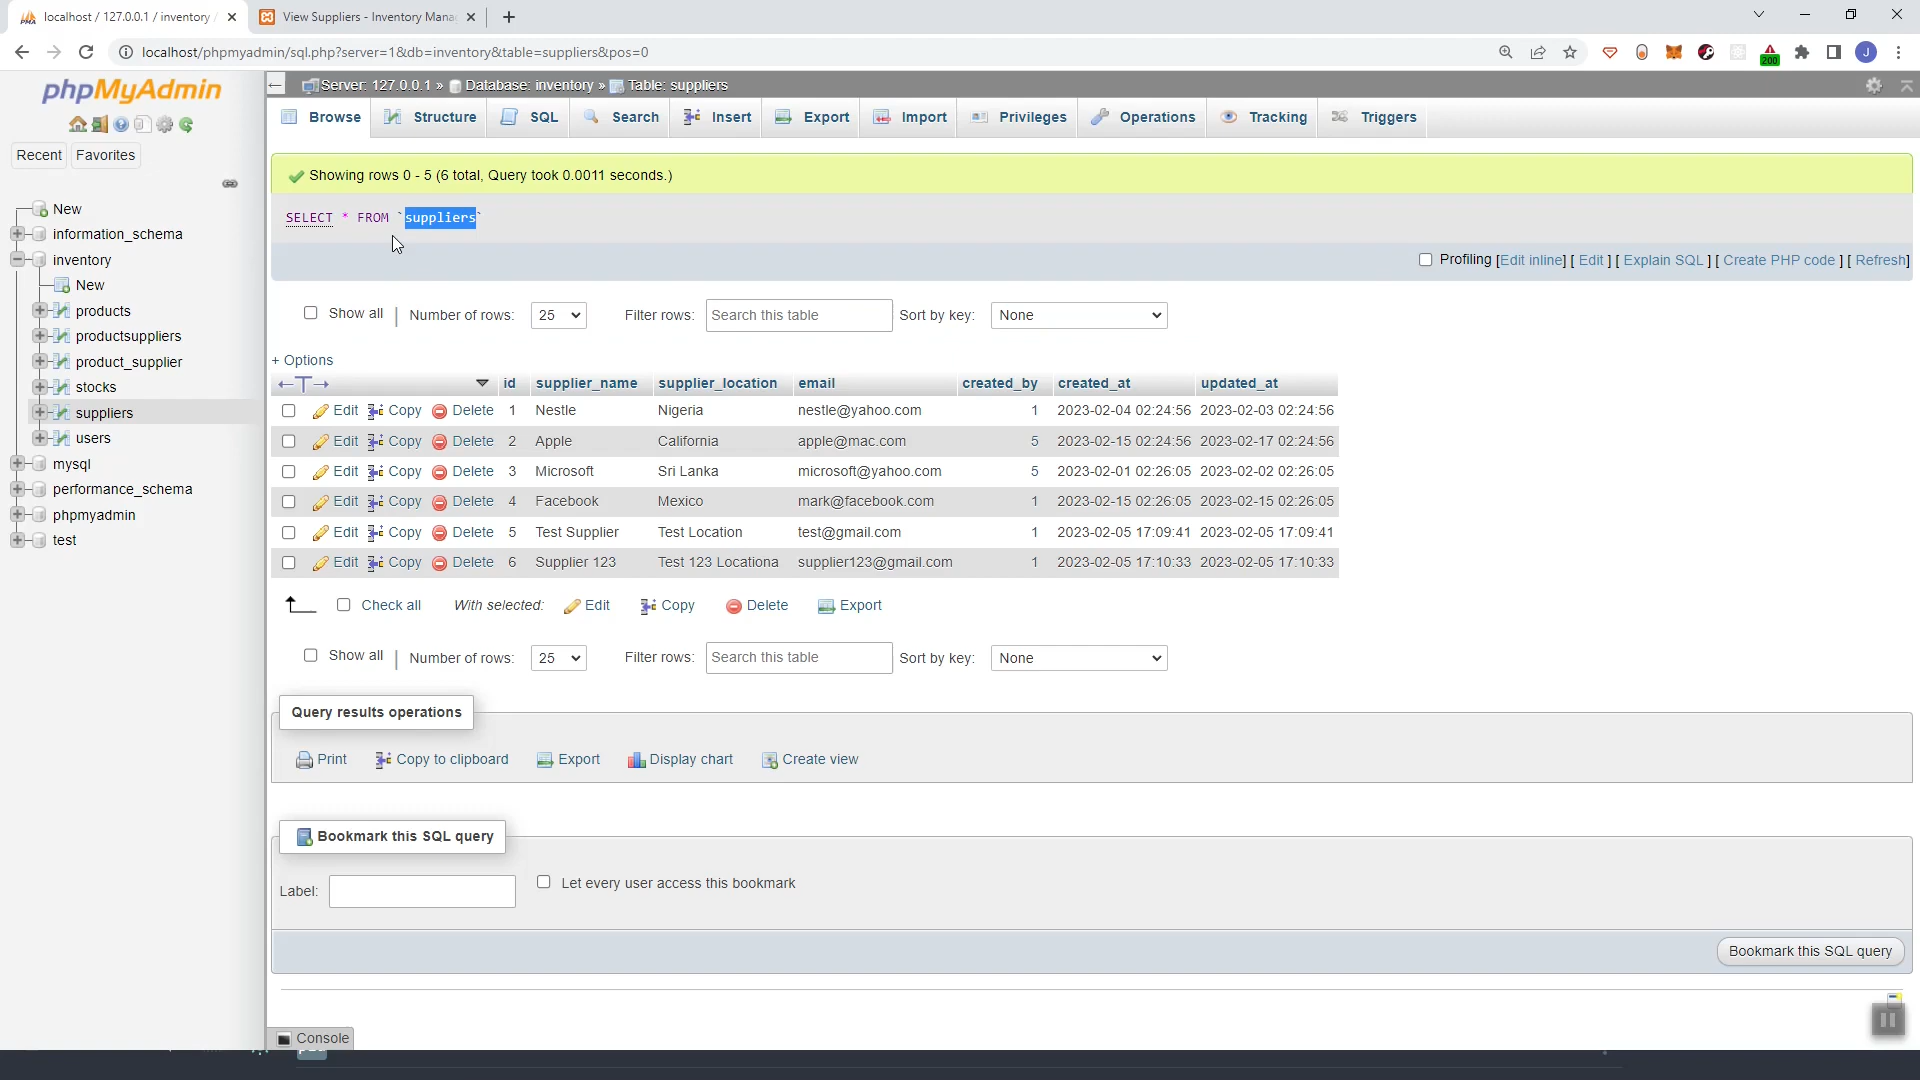 localhost / 127.0.0.1 / inventory /
View Suppliers - Inventory Mana
localhost/phpmyadmin/sql.php?server=1&db=inventory&table=suppliers&pos=0
200
J
phpMyAdmin
Recent
Favorites
New
information_schema
inventory
New
products
productsuppliers
product_supplier
stocks
suppliers
users
mysql
performance_schema
phpmyadmin
test
Server: 127.0.0.1 » Database: inventory » Table: suppliers
Browse Structure SQL Search Insert Export Import Privileges Operations Tracking Triggers
Showing rows 0 - 5 (6 total, Query took 0.0011 seconds.)
SELECT * FROM `suppliers`
Profiling [Edit inline] [ Edit ] [ Explain SQL ] [ Create PHP code ] [ Refresh]
Show all | Number of rows: 25 Filter rows: Search this table Sort by key: None
+ Options
←T→ id supplier_name supplier_location email created_by created_at updated_at
Edit Copy Delete 1 Nestle Nigeria nestle@yahoo.com 1 2023-02-04 02:24:56 2023-02-03 02:24:56
Edit Copy Delete 2 Apple California apple@mac.com 5 2023-02-15 02:24:56 2023-02-17 02:24:56
Edit Copy Delete 3 Microsoft Sri Lanka microsoft@yahoo.com 5 2023-02-01 02:26:05 2023-02-02 02:26:05
Edit Copy Delete 4 Facebook Mexico mark@facebook.com 1 2023-02-15 02:26:05 2023-02-15 02:26:05
Edit Copy Delete 5 Test Supplier Test Location test@gmail.com 1 2023-02-05 17:09:41 2023-02-05 17:09:41
Edit Copy Delete 6 Supplier 123 Test 123 Locationa supplier123@gmail.com 1 2023-02-05 17:10:33 2023-02-05 17:10:33
Check all With selected: Edit Copy Delete Export
Show all | Number of rows: 25 Filter rows: Search this table Sort by key: None
Query results operations
Print Copy to clipboard Export Display chart Create view
Bookmark this SQL query
Label: Let every user access this bookmark
Bookmark this SQL query
Console